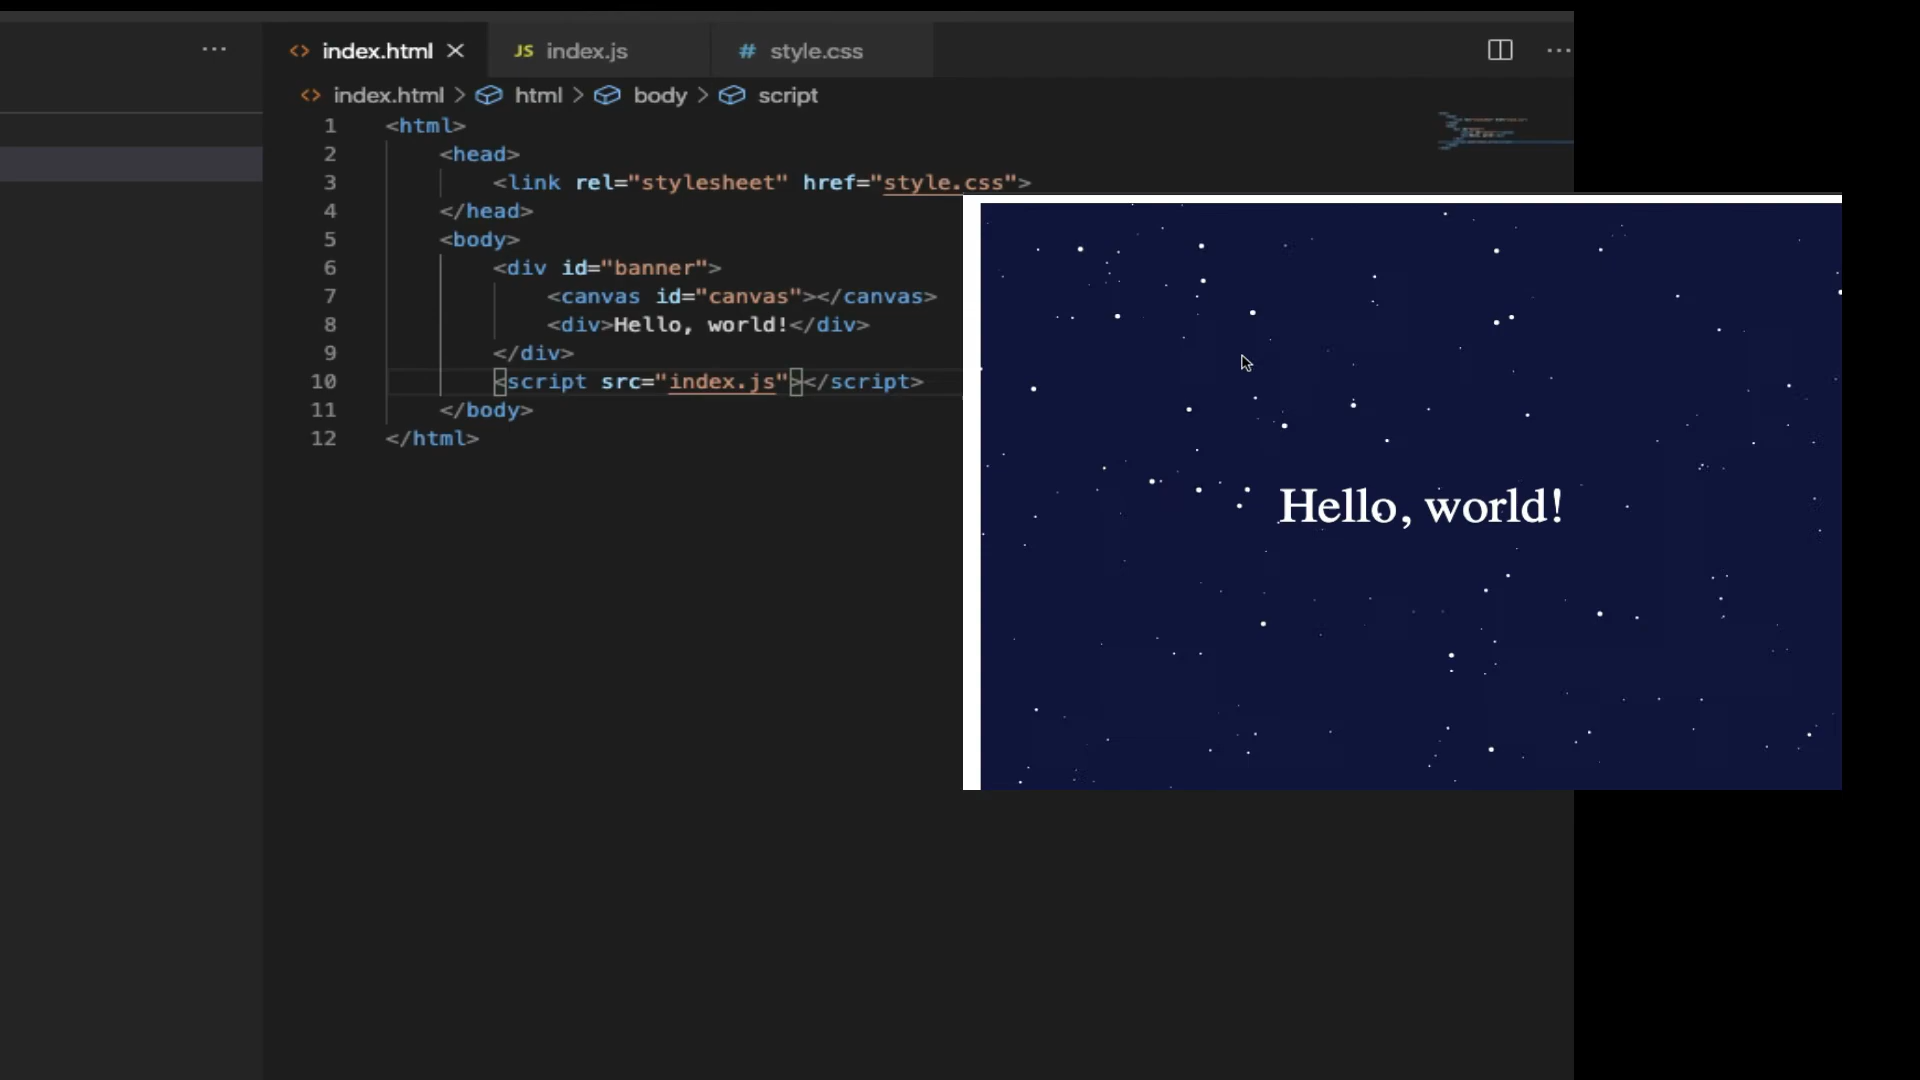 index.html
JS index.js
# style.css
index.html > html > body > script
1 <html>
2 <head>
3 <link rel="stylesheet" href="style.css">
4 </head>
5 <body>
6 <div id="banner">
7 <canvas id="canvas"></canvas>
8 <div>Hello, world!</div>
9 </div>
10 <script src="index.js"></script>
11 </body>
12 </html>
Hello, world!